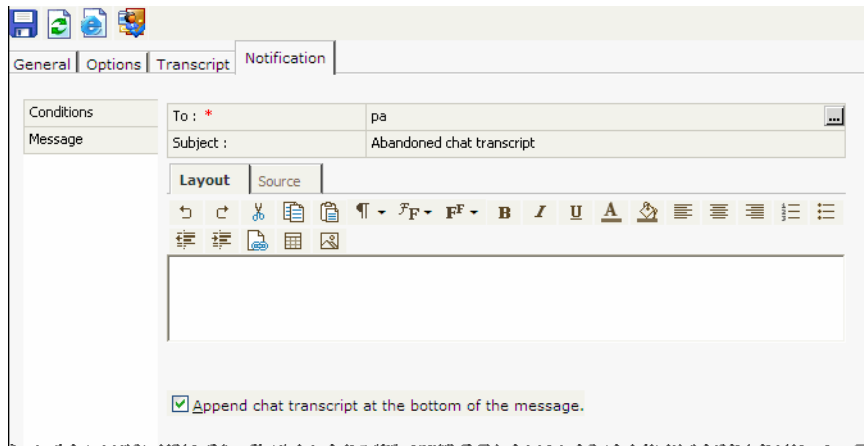 General Options Transcript Notification
Conditions
Message
To : * pa ...
Subject : Abandoned chat transcript
Layout Source
B I U A
Append chat transcript at the bottom of the message.